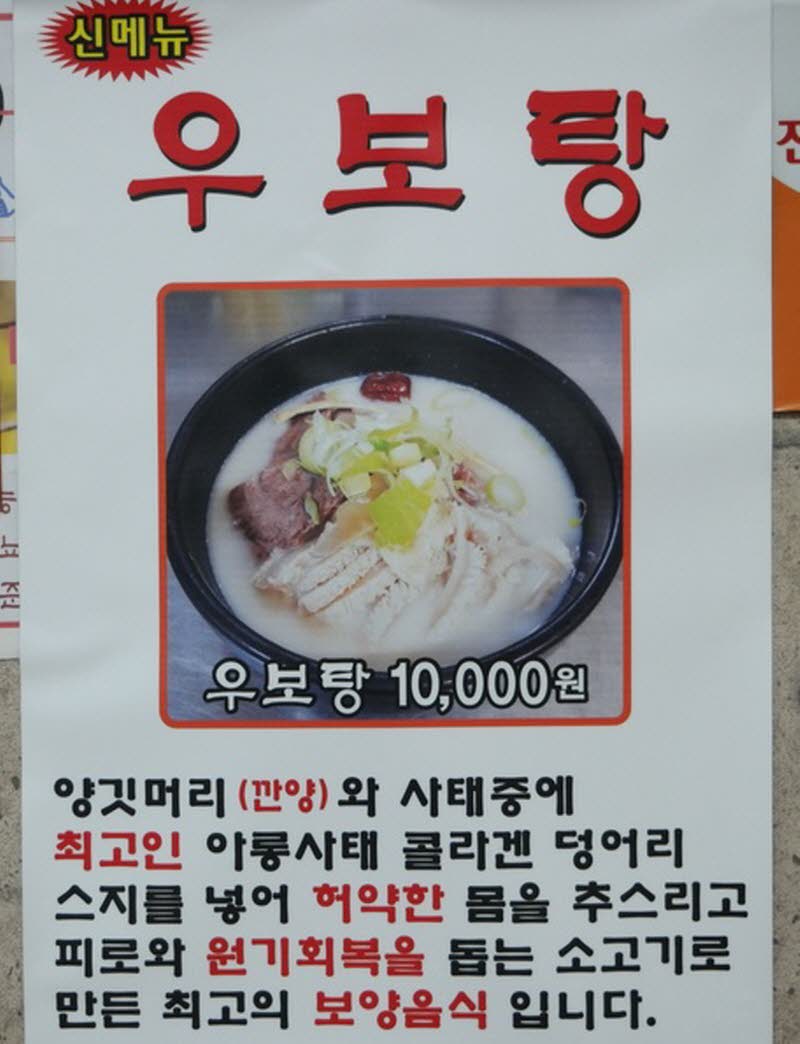 신메뉴
우보탕
우보탕 10,000원
양깃머리(깐양)와 사태중에
최고인 아롱사태 콜라겐 덩어리
스지를 넣어 허약한 몸을 추스리고
피로와 원기회복을 돕는 소고기로
만든 최고의 보양음식 입니다.